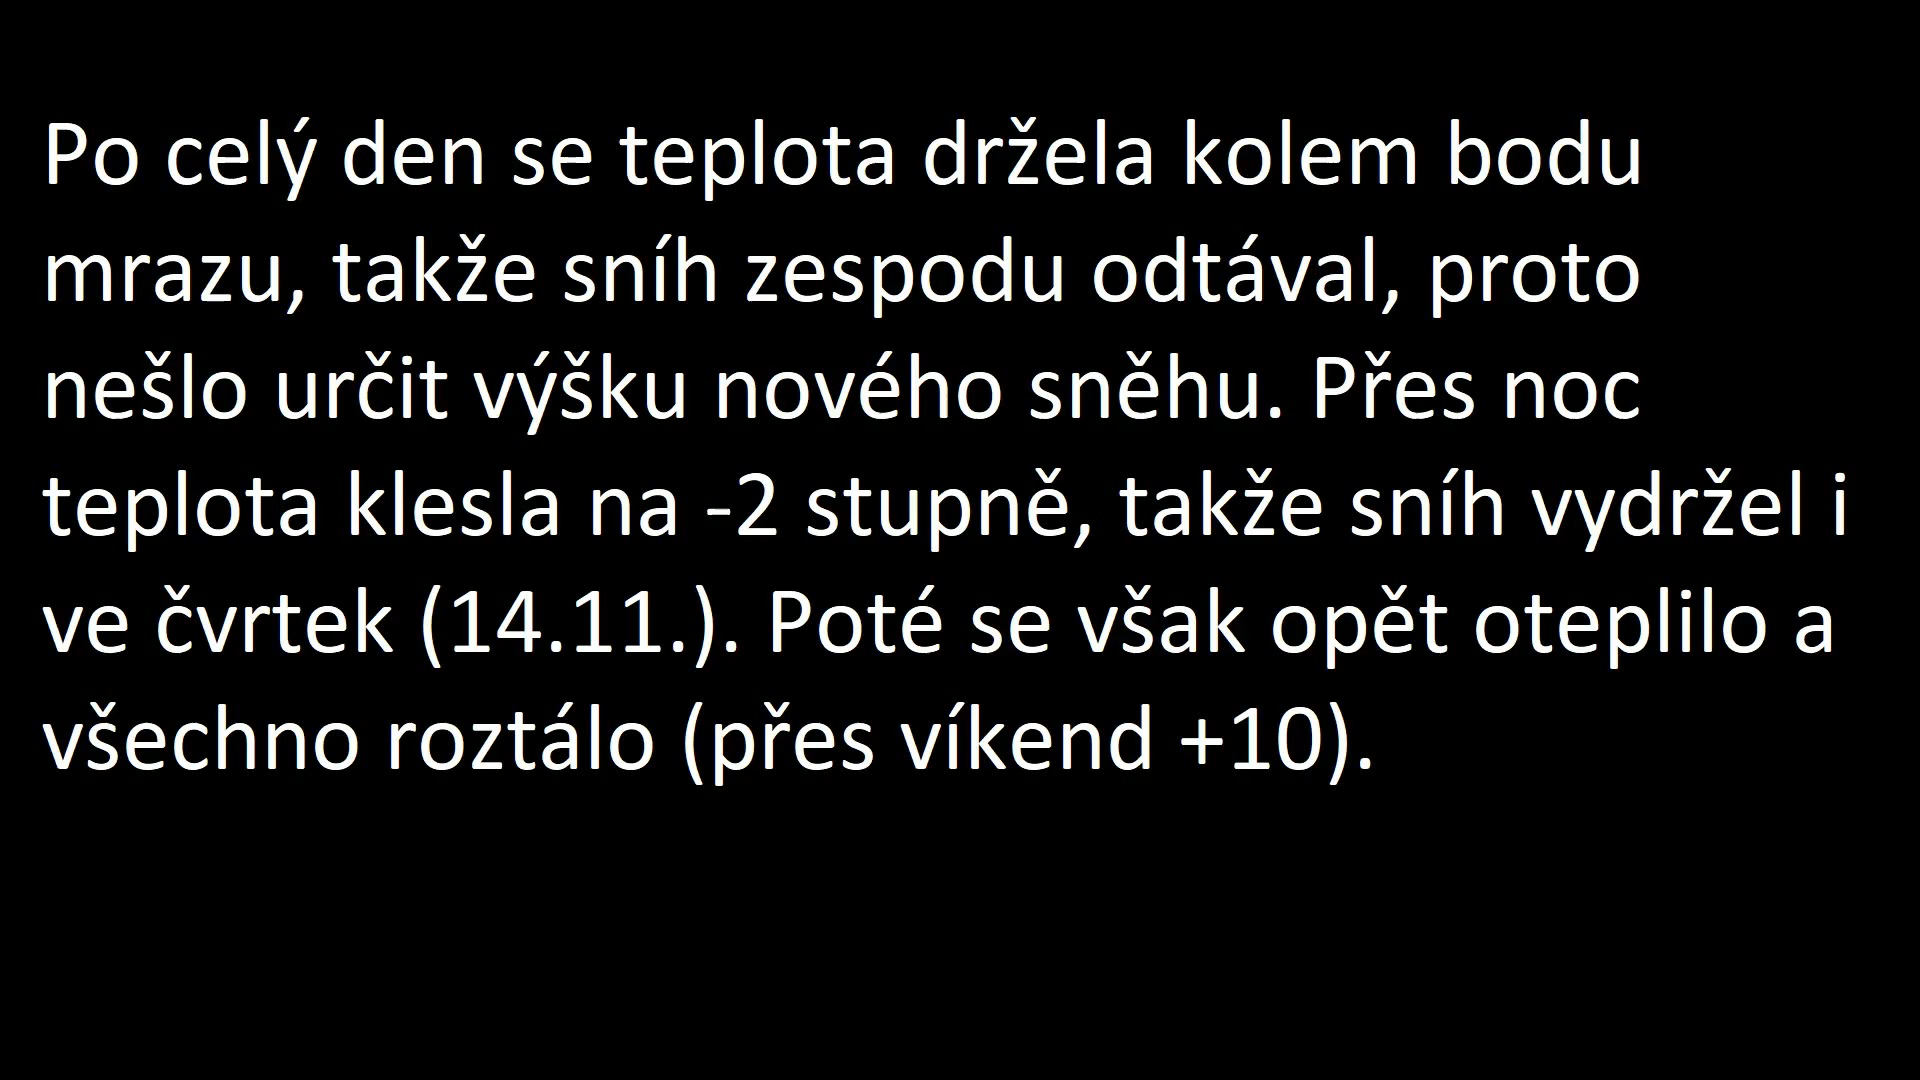 Po celý den se teplota držela kolem bodu
mrazu, takže sníh zespodu odtával, proto
nešlo určit výšku nového sněhu. Přes noc
teplota klesla na -2 stupně, takže sníh vydržel i
ve čvrtek (14.11.). Poté se však opět oteplilo a
všechno roztálo (přes víkend +10).